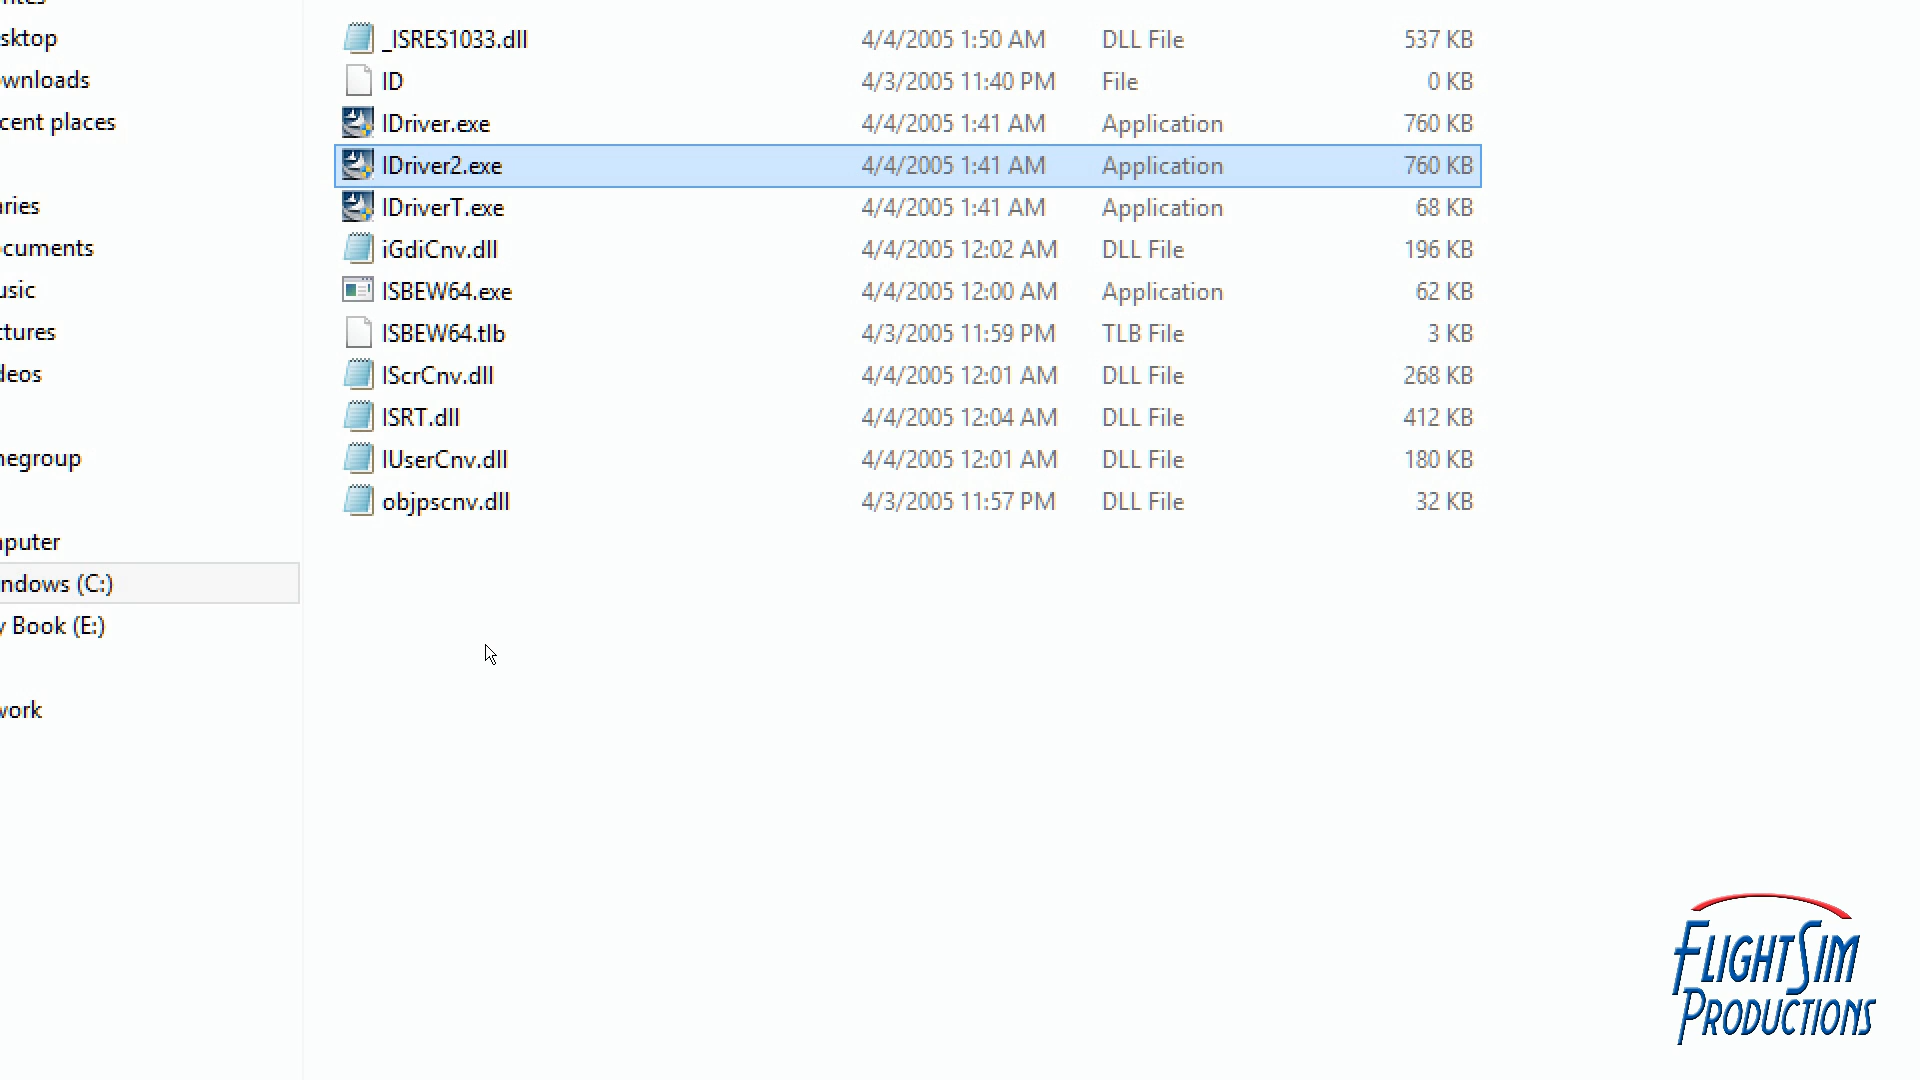 sktop
wnloads
cent places
ries
cuments
usic
ctures
deos
megroup
puter
ndows (C:)
y Book (E:)
work
_ISRES1033.dll 4/4/2005 1:50 AM DLL File 537 KB
ID 4/3/2005 11:40 PM File 0 KB
IDriver.exe 4/4/2005 1:41 AM Application 760 KB
IDriver2.exe 4/4/2005 1:41 AM Application 760 KB
IDriverT.exe 4/4/2005 1:41 AM Application 68 KB
iGdiCnv.dll 4/4/2005 12:02 AM DLL File 196 KB
ISBEW64.exe 4/4/2005 12:00 AM Application 62 KB
ISBEW64.tlb 4/3/2005 11:59 PM TLB File 3 KB
IScrCnv.dll 4/4/2005 12:01 AM DLL File 268 KB
ISRT.dll 4/4/2005 12:04 AM DLL File 412 KB
IUserCnv.dll 4/4/2005 12:01 AM DLL File 180 KB
objpscnv.dll 4/3/2005 11:57 PM DLL File 32 KB
FLIGHTSIM
PRODUCTIONS